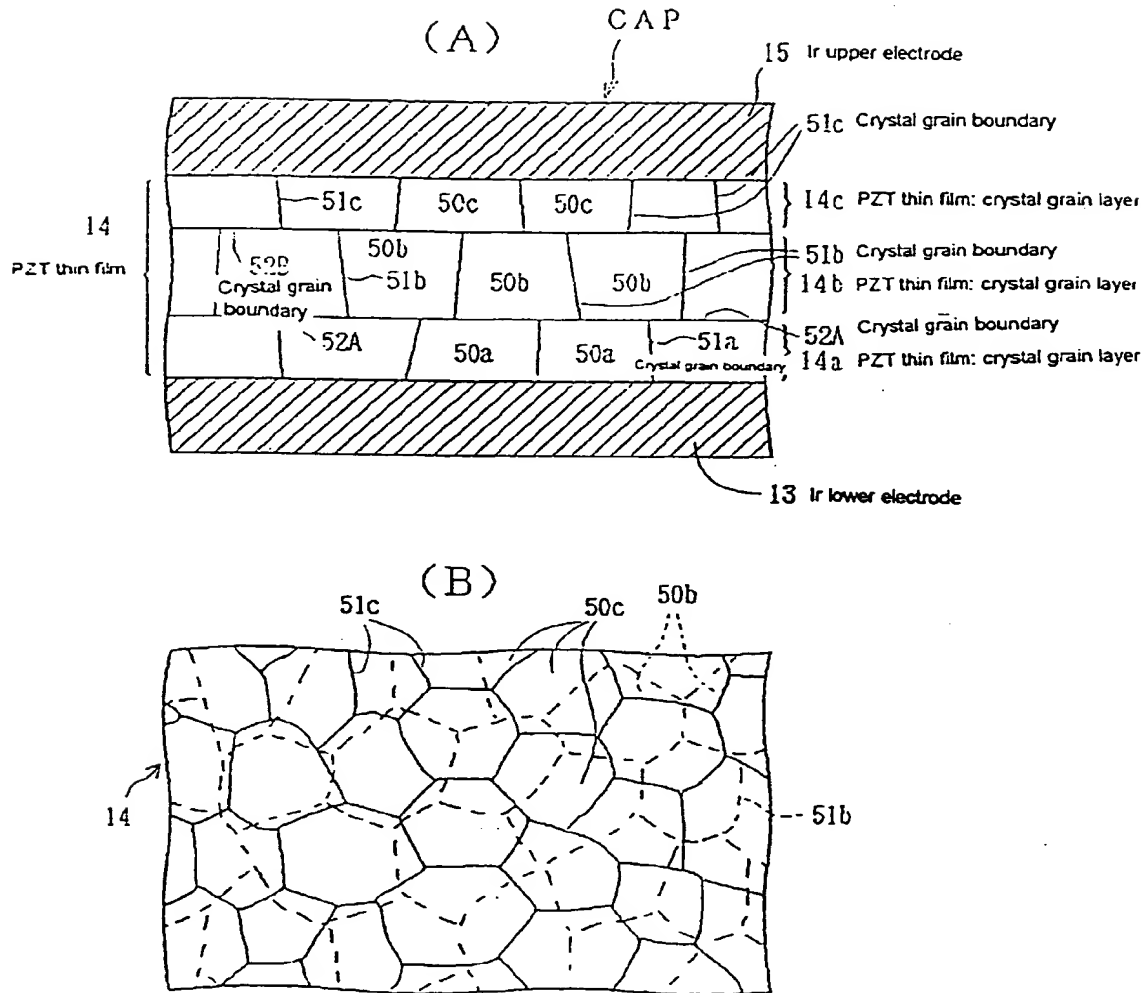 (A)
CAP
15 Ir upper electrode
51c Crystal grain boundary
51c 50c 50c
14c PZT thin film: crystal grain layer
14
PZT thin film
52B
Crystal grain
boundary
50b
51b
50b
50b
51b Crystal grain boundary
14b PZT thin film: crystal grain layer
52A Crystal grain boundary
52A
50a
50a
51a
Crystal grain boundary
14a PZT thin film: crystal grain layer
13 Ir lower electrode
(B)
51c
50c
50b
14
51b